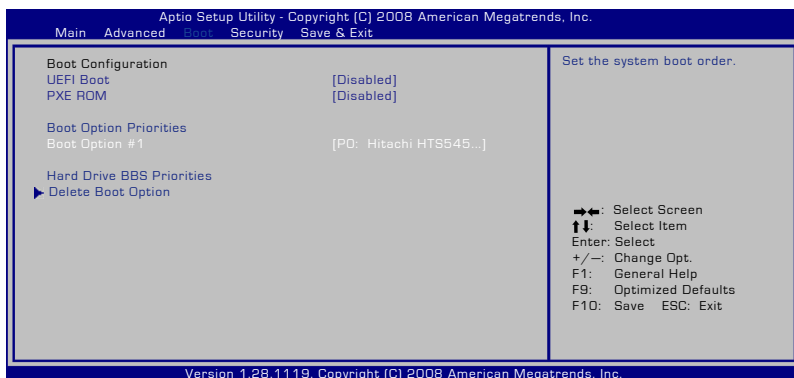 Aptio Setup Utility - Copyright (C) 2008 American Megatrends, Inc.
Main Advanced Boot Security Save & Exit
Boot Configuration
UEFI Boot [Disabled]
PXE ROM [Disabled]
Boot Option Priorities
Boot Option #1 [P0: Hitachi HTS545...]
Hard Drive BBS Priorities
Delete Boot Option
Set the system boot order.
→←: Select Screen
↑↓: Select Item
Enter: Select
+/—: Change Opt.
F1: General Help
F9: Optimized Defaults
F10: Save ESC: Exit
Version 1.28.1119. Copyright (C) 2008 American Megatrends, Inc.